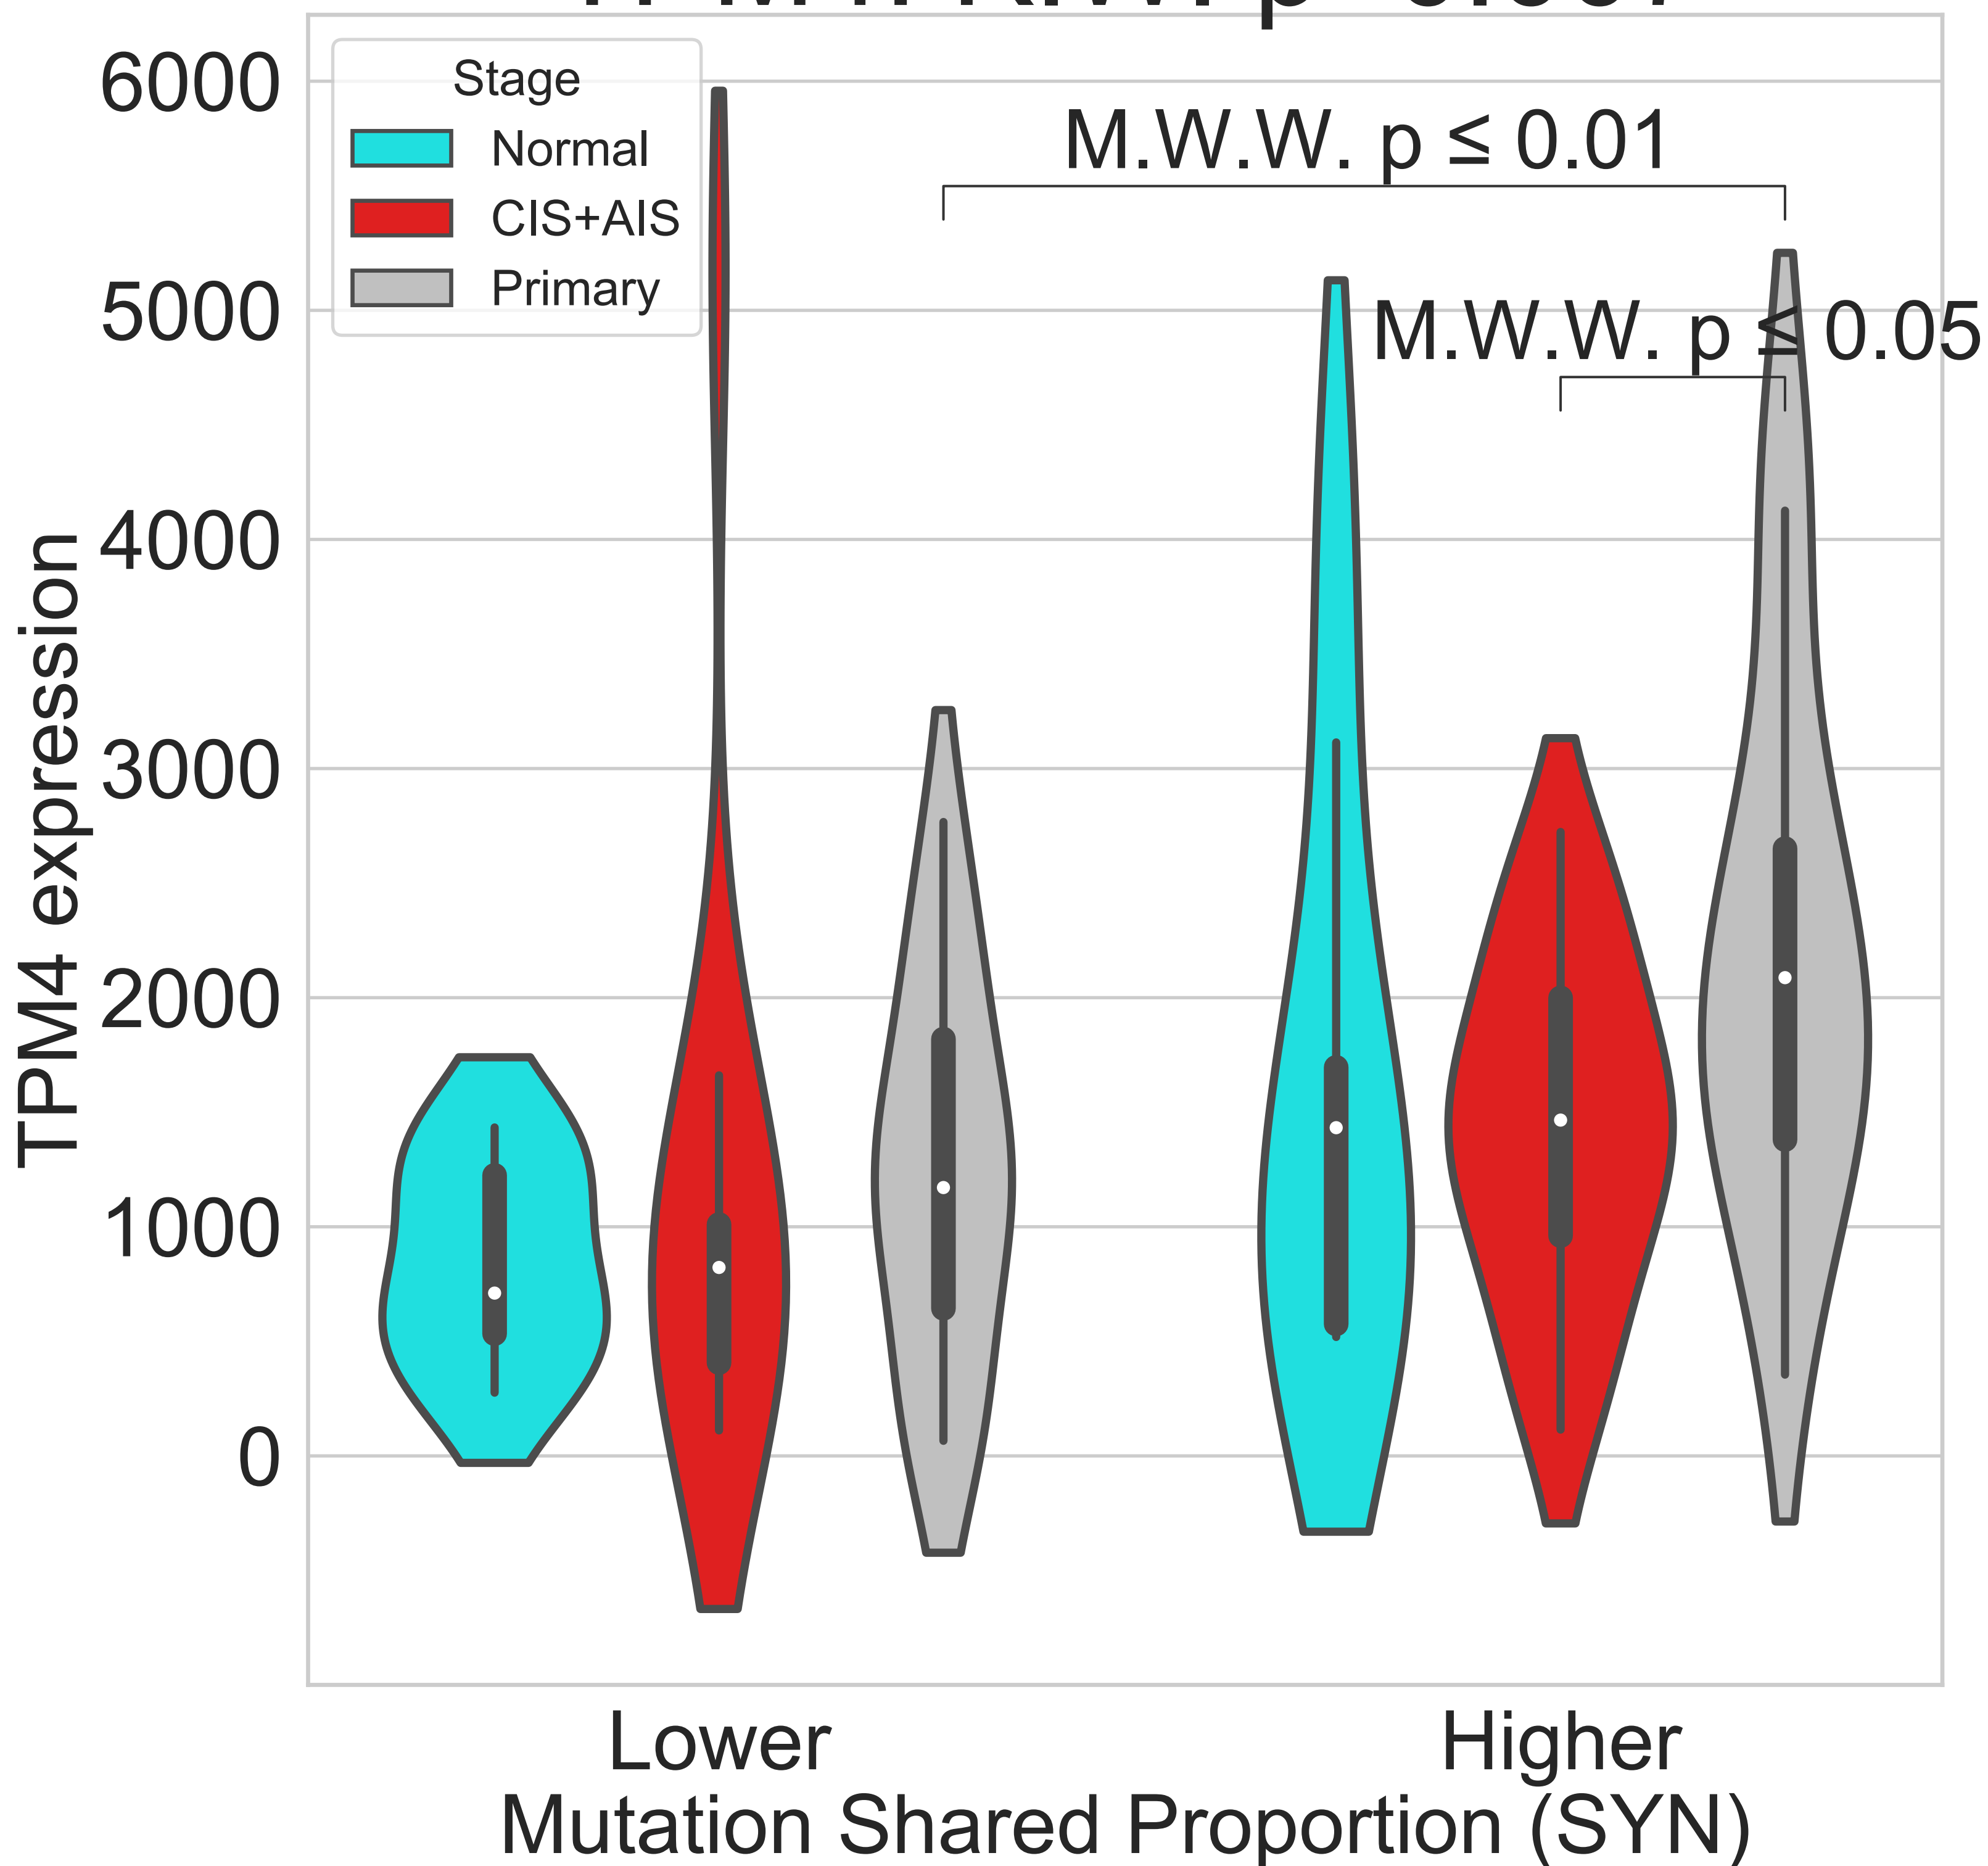 6000
5000
4000
3000
2000
1000
0
TPM4 expression
Stage
Normal
CIS+AIS
Primary
M.W.W. p ≤ 0.01
M.W.W. p ≤ 0.05
Lower
Higher
Mutation Shared Proportion (SYN)